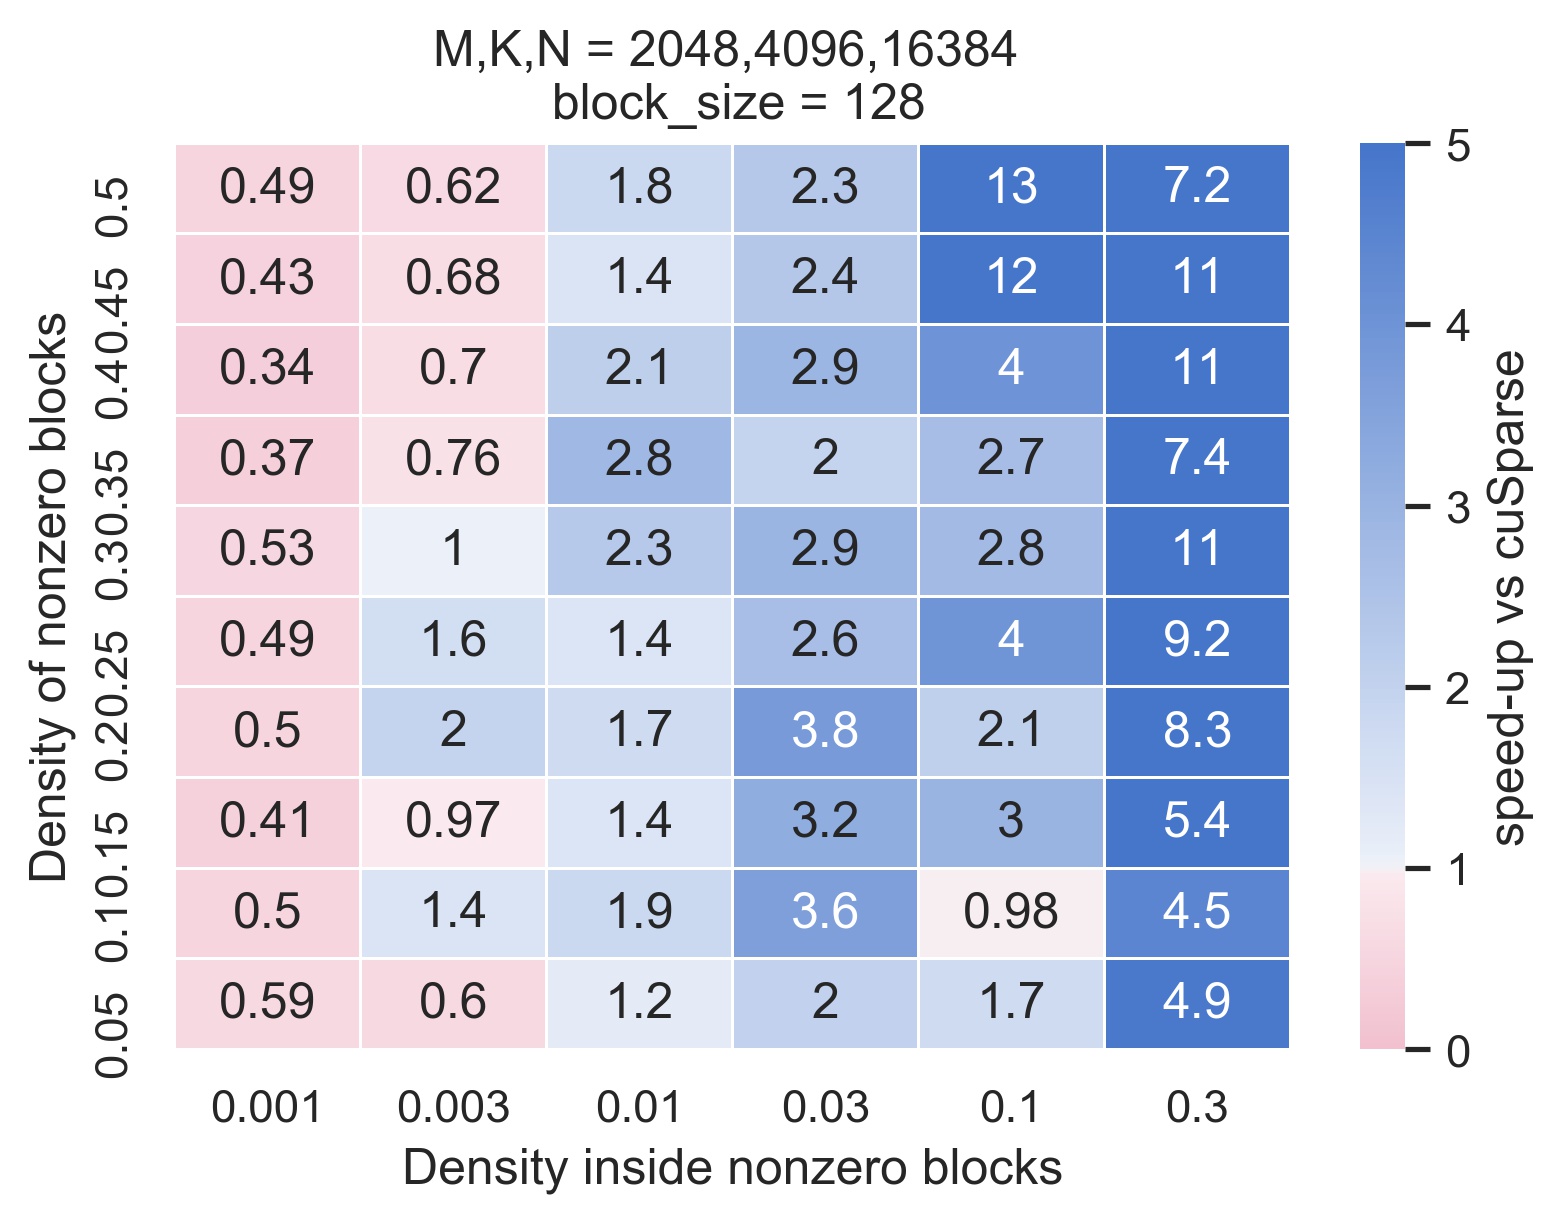 M,K,N = 2048,4096,16384
block_size = 128
0.5 0.49 0.62 1.8 2.3 13 7.2
0.45 0.43 0.68 1.4 2.4 12 11
0.4 0.34 0.7 2.1 2.9 4 11
0.35 0.37 0.76 2.8 2 2.7 7.4
0.3 0.53 1 2.3 2.9 2.8 11
0.25 0.49 1.6 1.4 2.6 4 9.2
0.2 0.5 2 1.7 3.8 2.1 8.3
0.15 0.41 0.97 1.4 3.2 3 5.4
0.1 0.5 1.4 1.9 3.6 0.98 4.5
0.05 0.59 0.6 1.2 2 1.7 4.9
0.001 0.003 0.01 0.03 0.1 0.3
Density inside nonzero blocks
Density of nonzero blocks
5
4
3
2
1
0
speed-up vs cuSparse